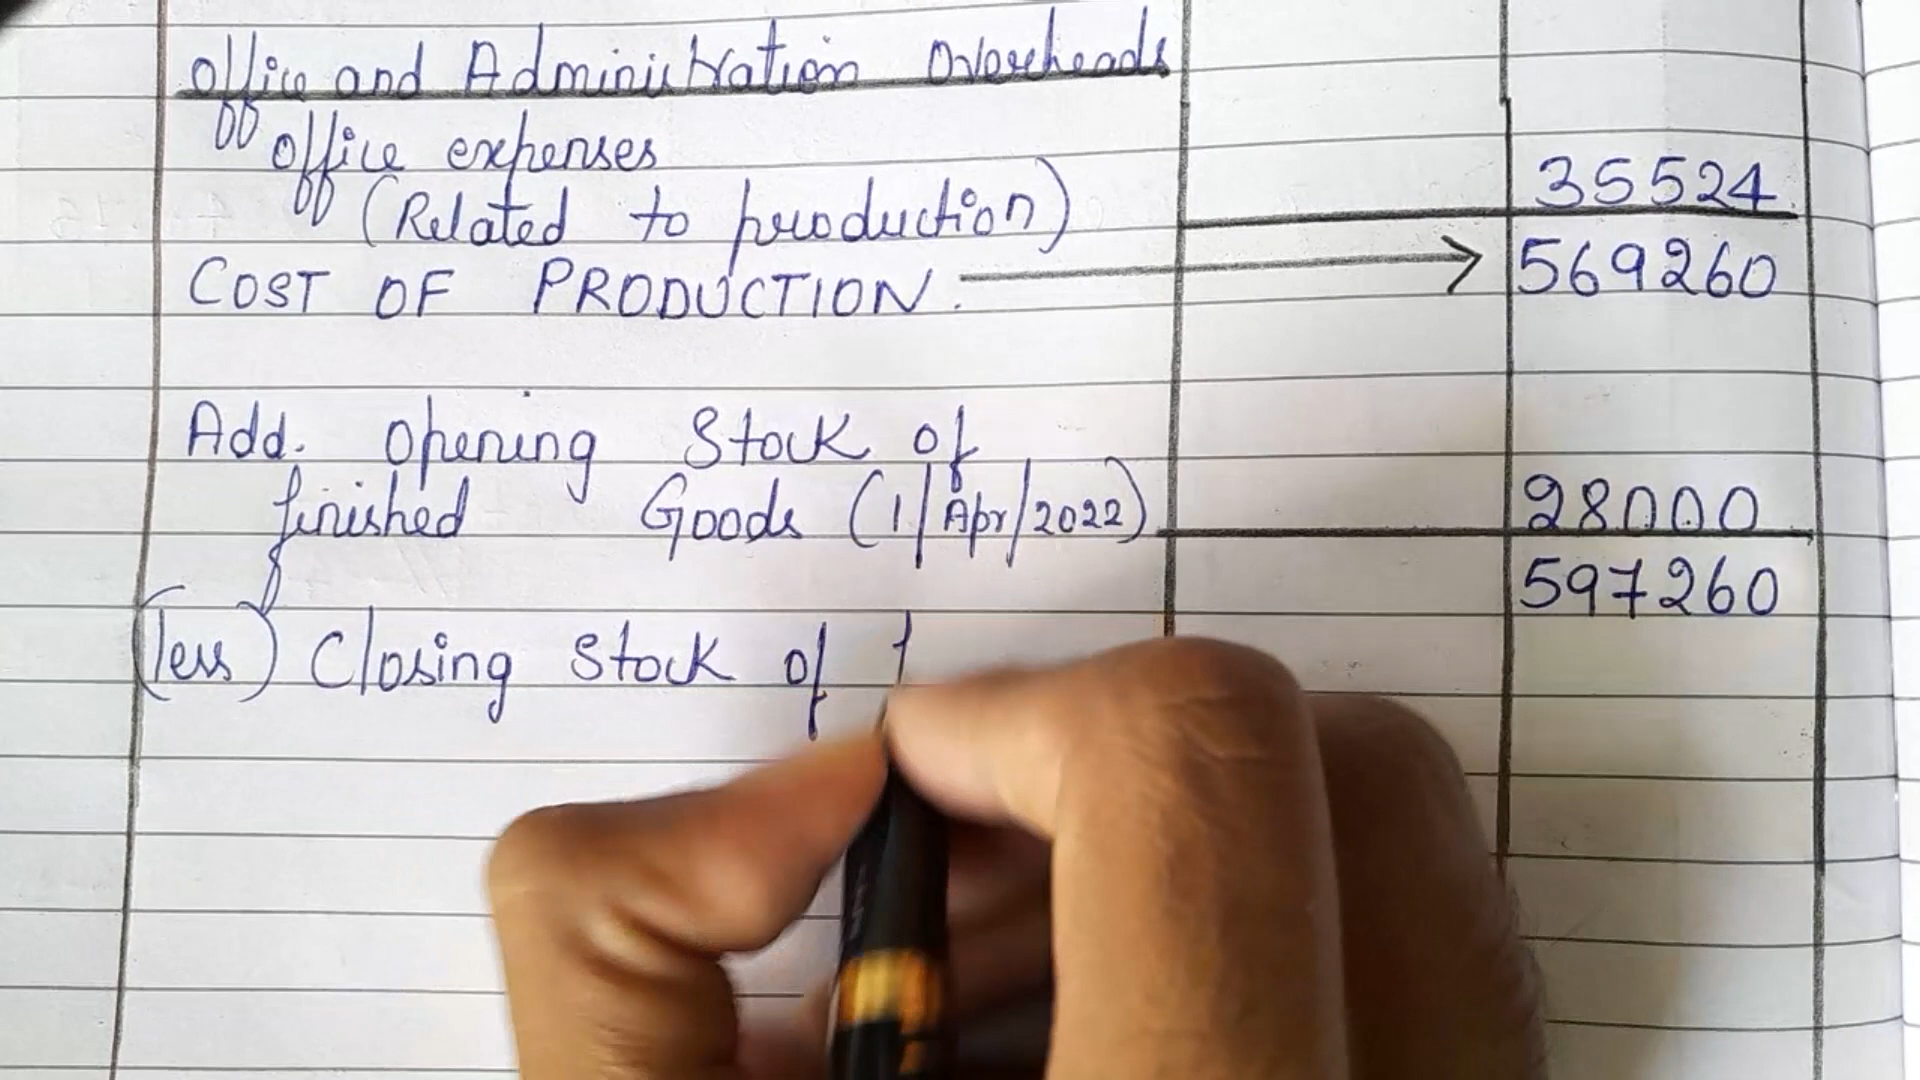 Office and Administration Overheads
Office expenses
(Related to production) 35524
COST OF PRODUCTION. → 569260
Add. Opening Stock of
finished Goods (1/Apr/2022) 28000
597260
(less) Closing Stock of f